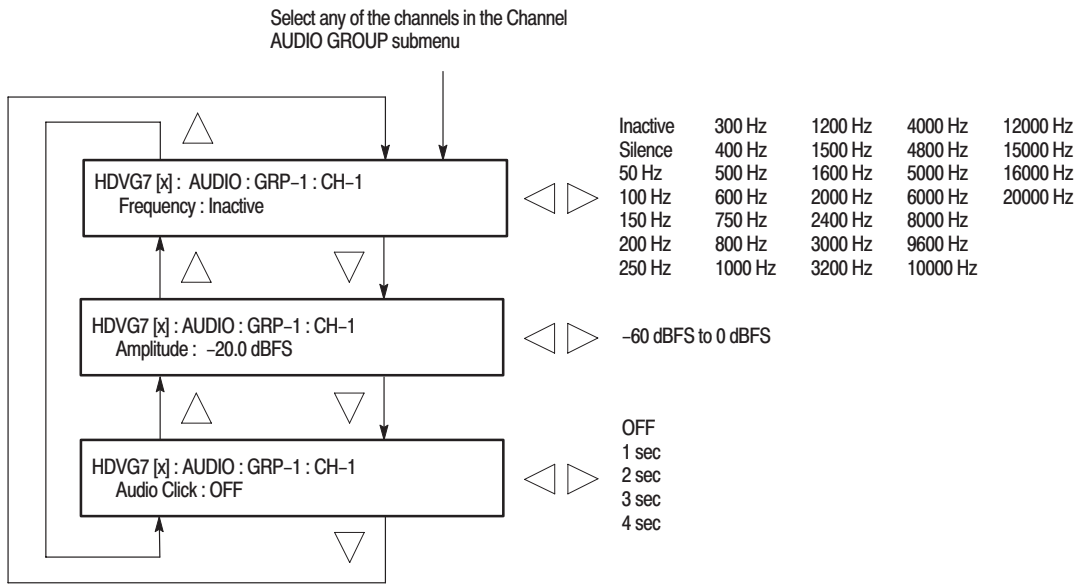 Select any of the channels in the Channel
AUDIO GROUP submenu
HDVG7 [x] : AUDIO : GRP–1 : CH–1
Frequency : Inactive
Inactive 300 Hz 1200 Hz 4000 Hz 12000 Hz
Silence 400 Hz 1500 Hz 4800 Hz 15000 Hz
50 Hz 500 Hz 1600 Hz 5000 Hz 16000 Hz
100 Hz 600 Hz 2000 Hz 6000 Hz 20000 Hz
150 Hz 750 Hz 2400 Hz 8000 Hz
200 Hz 800 Hz 3000 Hz 9600 Hz
250 Hz 1000 Hz 3200 Hz 10000 Hz
HDVG7 [x] : AUDIO : GRP–1 : CH–1
Amplitude : –20.0 dBFS
–60 dBFS to 0 dBFS
HDVG7 [x] : AUDIO : GRP–1 : CH–1
Audio Click : OFF
OFF
1 sec
2 sec
3 sec
4 sec